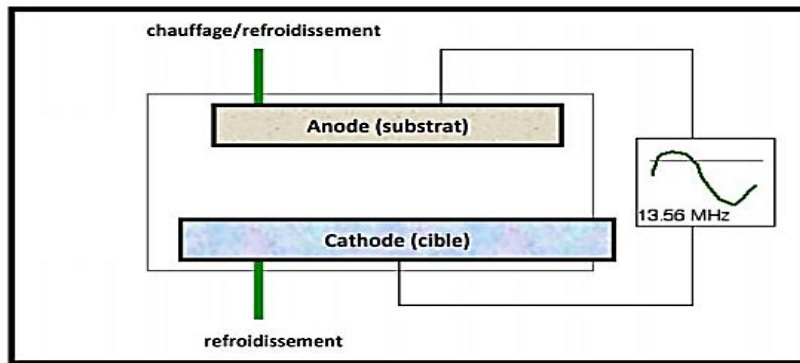 chauffage/refroidissement
Anode (substrat)
13.56 MHz
Cathode (cible)
refroidissement